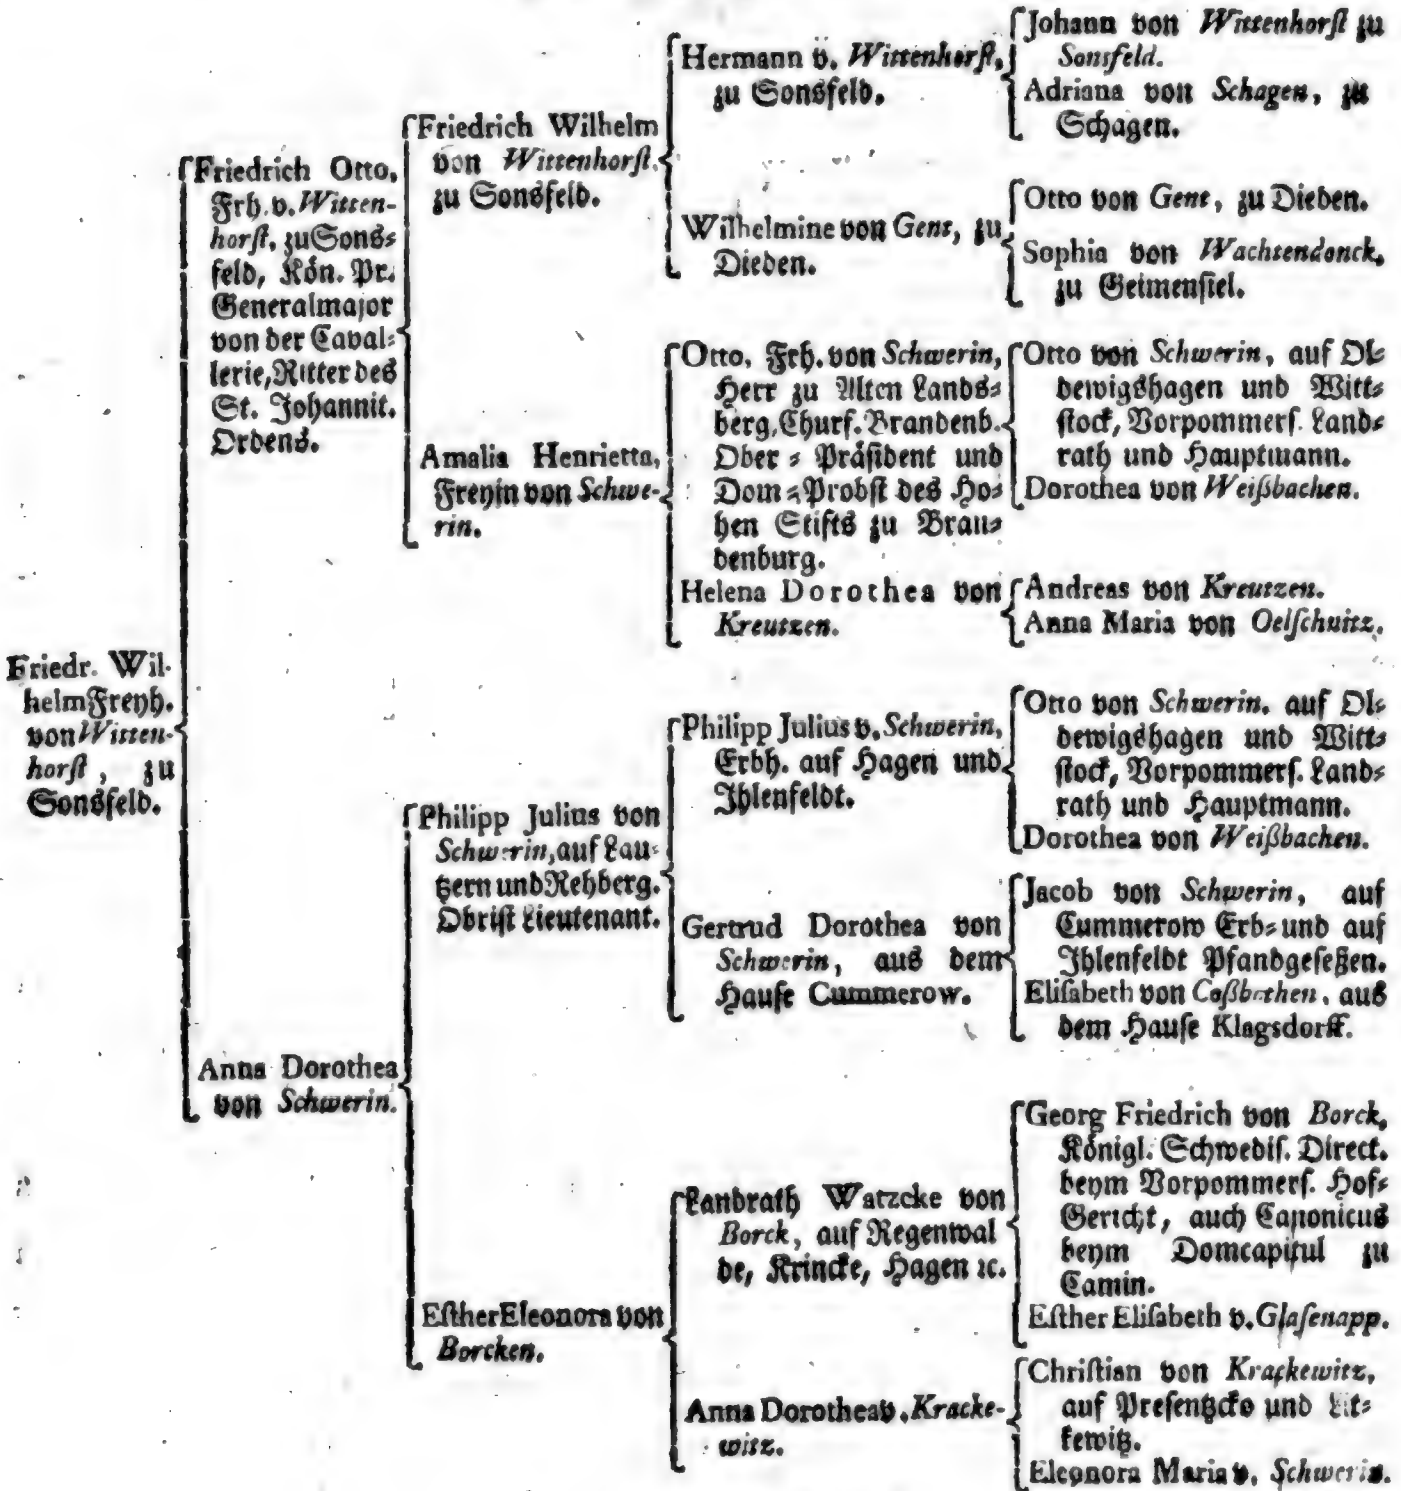 Friedr. Wil-
helm Freyh.
von Witten-
horst, zu
Sonsfeld.
Friedrich Otto,
Frh. v. Witten-
horst, zu Sons-
feld, Kön. Pr.
Generalmajor
von der Caval-
lerie, Ritter des
St. Johannit.
Ordens.
Anna Dorothea
von Schwerin.
Friedrich Wilhelm
von Wittenhorst.
zu Sonsfeld.
Amalia Henrietta,
Freyin von Schwe-
rin.
Philipp Julius von
Schwerin, auf Lau-
tzern und Rehberg.
Obrist Lieutenant.
Esther Eleonora von
Borcken.
Hermann v. Wittenhorst,
zu Sonsfeld.
Wilhelmine von Gent, zu
Dieden.
Otto, Frh. von Schwerin,
Herr zu Alten Lands-
berg, Churf. Brandenb.
Ober-Präsident und
Dom-Probst des Ho-
hen Stifts zu Bran-
denburg.
Helena Dorothea von
Kreutzen.
Philipp Julius v. Schwerin,
Erbh. auf Hagen und
Ihlenfeldt.
Gertrud Dorothea von
Schwerin, aus dem
Hause Cummerow.
Landrath Watzcke von
Borck, auf Regenwal
de, Krincke, Hagen ꝛc.
Anna Dorothea v. Kracke-
witz.
Johann von Wittenhorst zu
Sonsfeld.
Adriana von Schagen, zu
Schagen.
Otto von Gent, zu Dieden.
Sophia von Wachtendonck,
zu Geimenstel.
Otto von Schwerin, auf Ol-
dewigshagen und Witt-
stock, Vorpommers. Land-
rath und Hauptmann.
Dorothea von Weißbachen.
Andreas von Kreutzen.
Anna Maria von Oelschnitz.
Otto von Schwerin. auf Ol-
dewigshagen und Witt-
stock, Vorpommers. Land-
rath und Hauptmann.
Dorothea von Weißbachen.
Jacob von Schwerin, auf
Cummerow Erb- und auf
Ihlenfeldt Pfandgeseßen.
Elisabeth von Coßbothen, aus
dem Hause Klagsdorff.
Georg Friedrich von Borck,
Königl. Schwedis. Direct.
beym Vorpommers. Hof-
Gericht, auch Canonicus
beym Domcapitul zu
Camin.
Esther Elisabeth v. Glasenapp.
Christian von Krackewitz,
auf Presentzcko und Lit-
kewitz.
Eleonora Maria v. Schwerin.